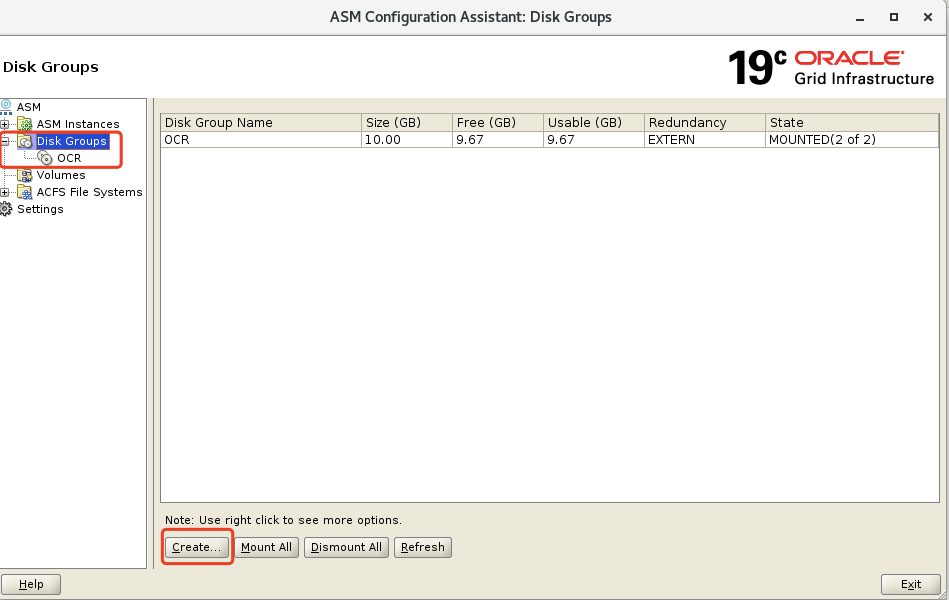 ASM Configuration Assistant: Disk Groups
Disk Groups
19c ORACLE
Grid Infrastructure
ASM
ASM Instances
Disk Groups
OCR
Volumes
ACFS File Systems
Settings
Disk Group Name Size (GB) Free (GB) Usable (GB) Redundancy State
OCR 10.00 9.67 9.67 EXTERN MOUNTED(2 of 2)
Note: Use right click to see more options.
Create... Mount All Dismount All Refresh
Help Exit